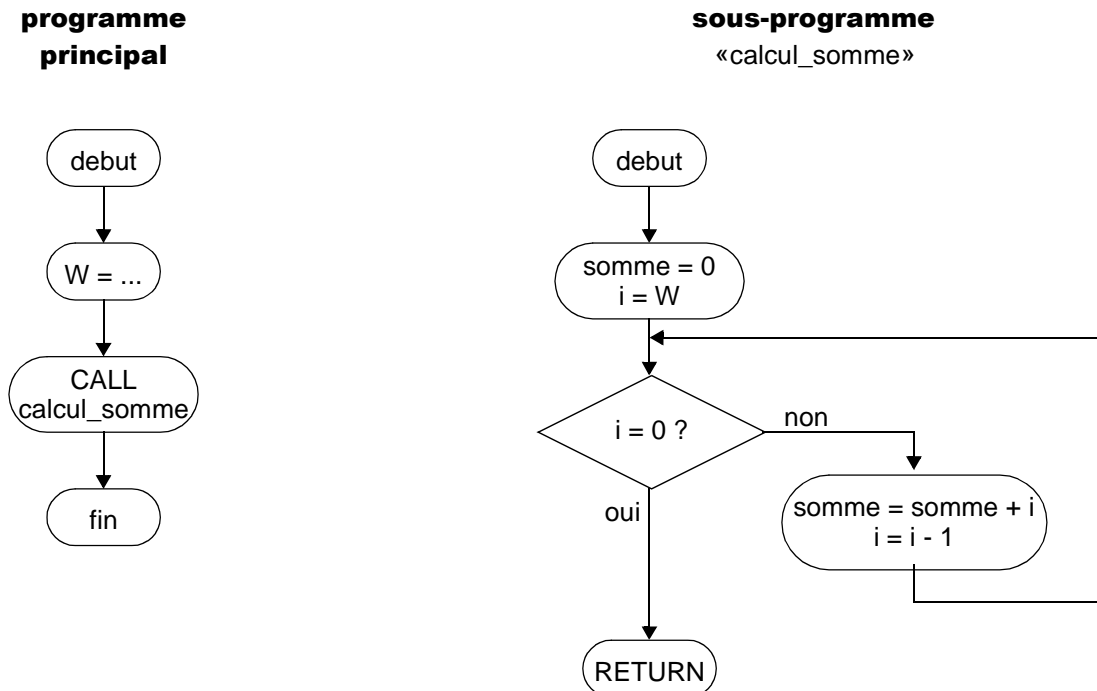 programme
principal
debut
W = ...
CALL
calcul_somme
fin
sous-programme
«calcul_somme»
debut
somme = 0
i = W
i = 0 ?
non
somme = somme + i
i = i - 1
oui
RETURN